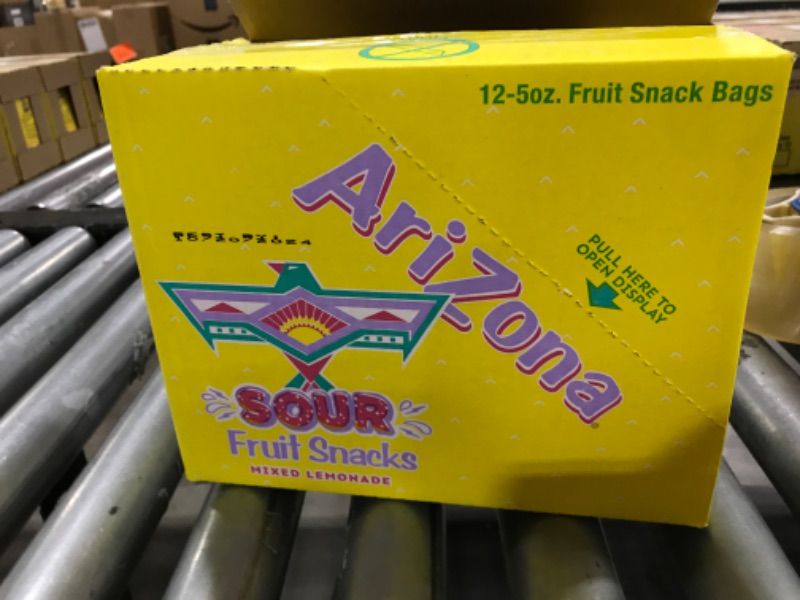 12-5oz. Fruit Snack Bags
AriZona
PULL HERE TO
OPEN DISPLAY
SOUR
Fruit Snacks
MIXED LEMONADE